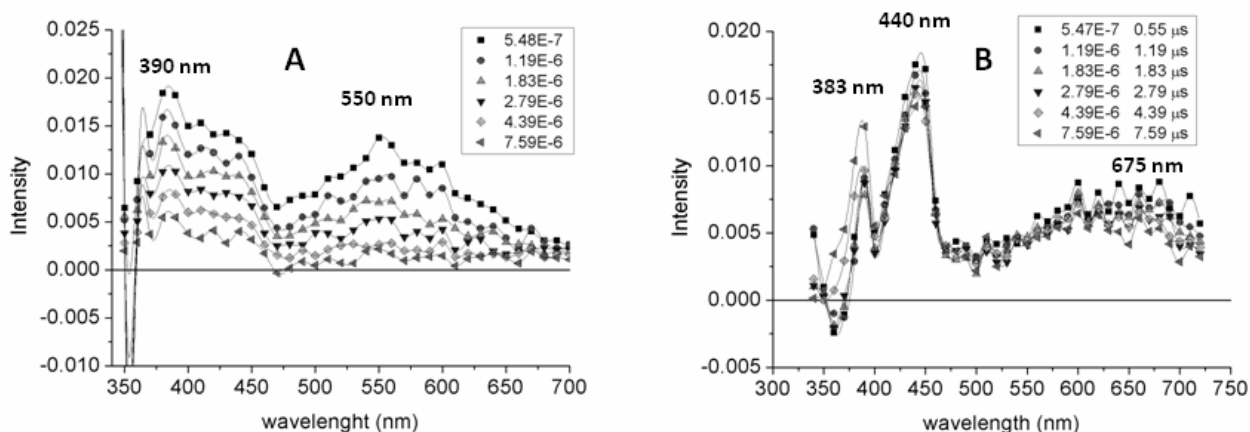 A
390 nm
550 nm
5.48E-7
1.19E-6
1.83E-6
2.79E-6
4.39E-6
7.59E-6
0.025
0.020
0.015
0.010
0.005
0.000
-0.005
-0.010
Intensity
350 400 450 500 550 600 650 700
wavelenght (nm)
B
440 nm
383 nm
675 nm
5.47E-7 0.55 µs
1.19E-6 1.19 µs
1.83E-6 1.83 µs
2.79E-6 2.79 µs
4.39E-6 4.39 µs
7.59E-6 7.59 µs
0.020
0.015
0.010
0.005
0.000
-0.005
Intensity
300 350 400 450 500 550 600 650 700 750
wavelength (nm)